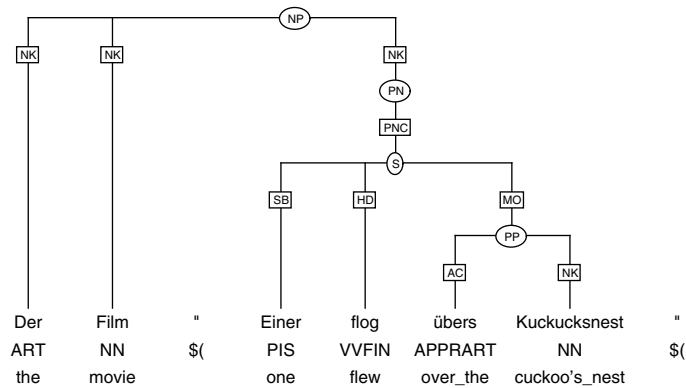 NP
NK NK NK
PN
PNC
S
SB HD MO
PP
AC NK
Der Film " Einer flog übers Kuckucksnest "
ART NN $( PIS VVFIN APPRART NN $(
the movie one flew over_the cuckoo's_nest